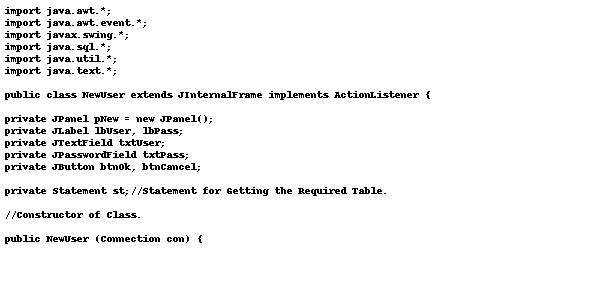 import java.awt.*;
import java.awt.event.*;
import javax.swing.*;
import java.sql.*;
import java.util.*;
import java.text.*;
public class NewUser extends JInternalFrame implements ActionListener {
private JPanel pNew = new JPanel();
private JLabel lbUser, lbPass;
private JTextField txtUser;
private JPasswordField txtPass;
private JButton btnOk, btnCancel;
private Statement st;//Statement for Getting the Required Table.
//Constructor of Class.
public NewUser (Connection con) {